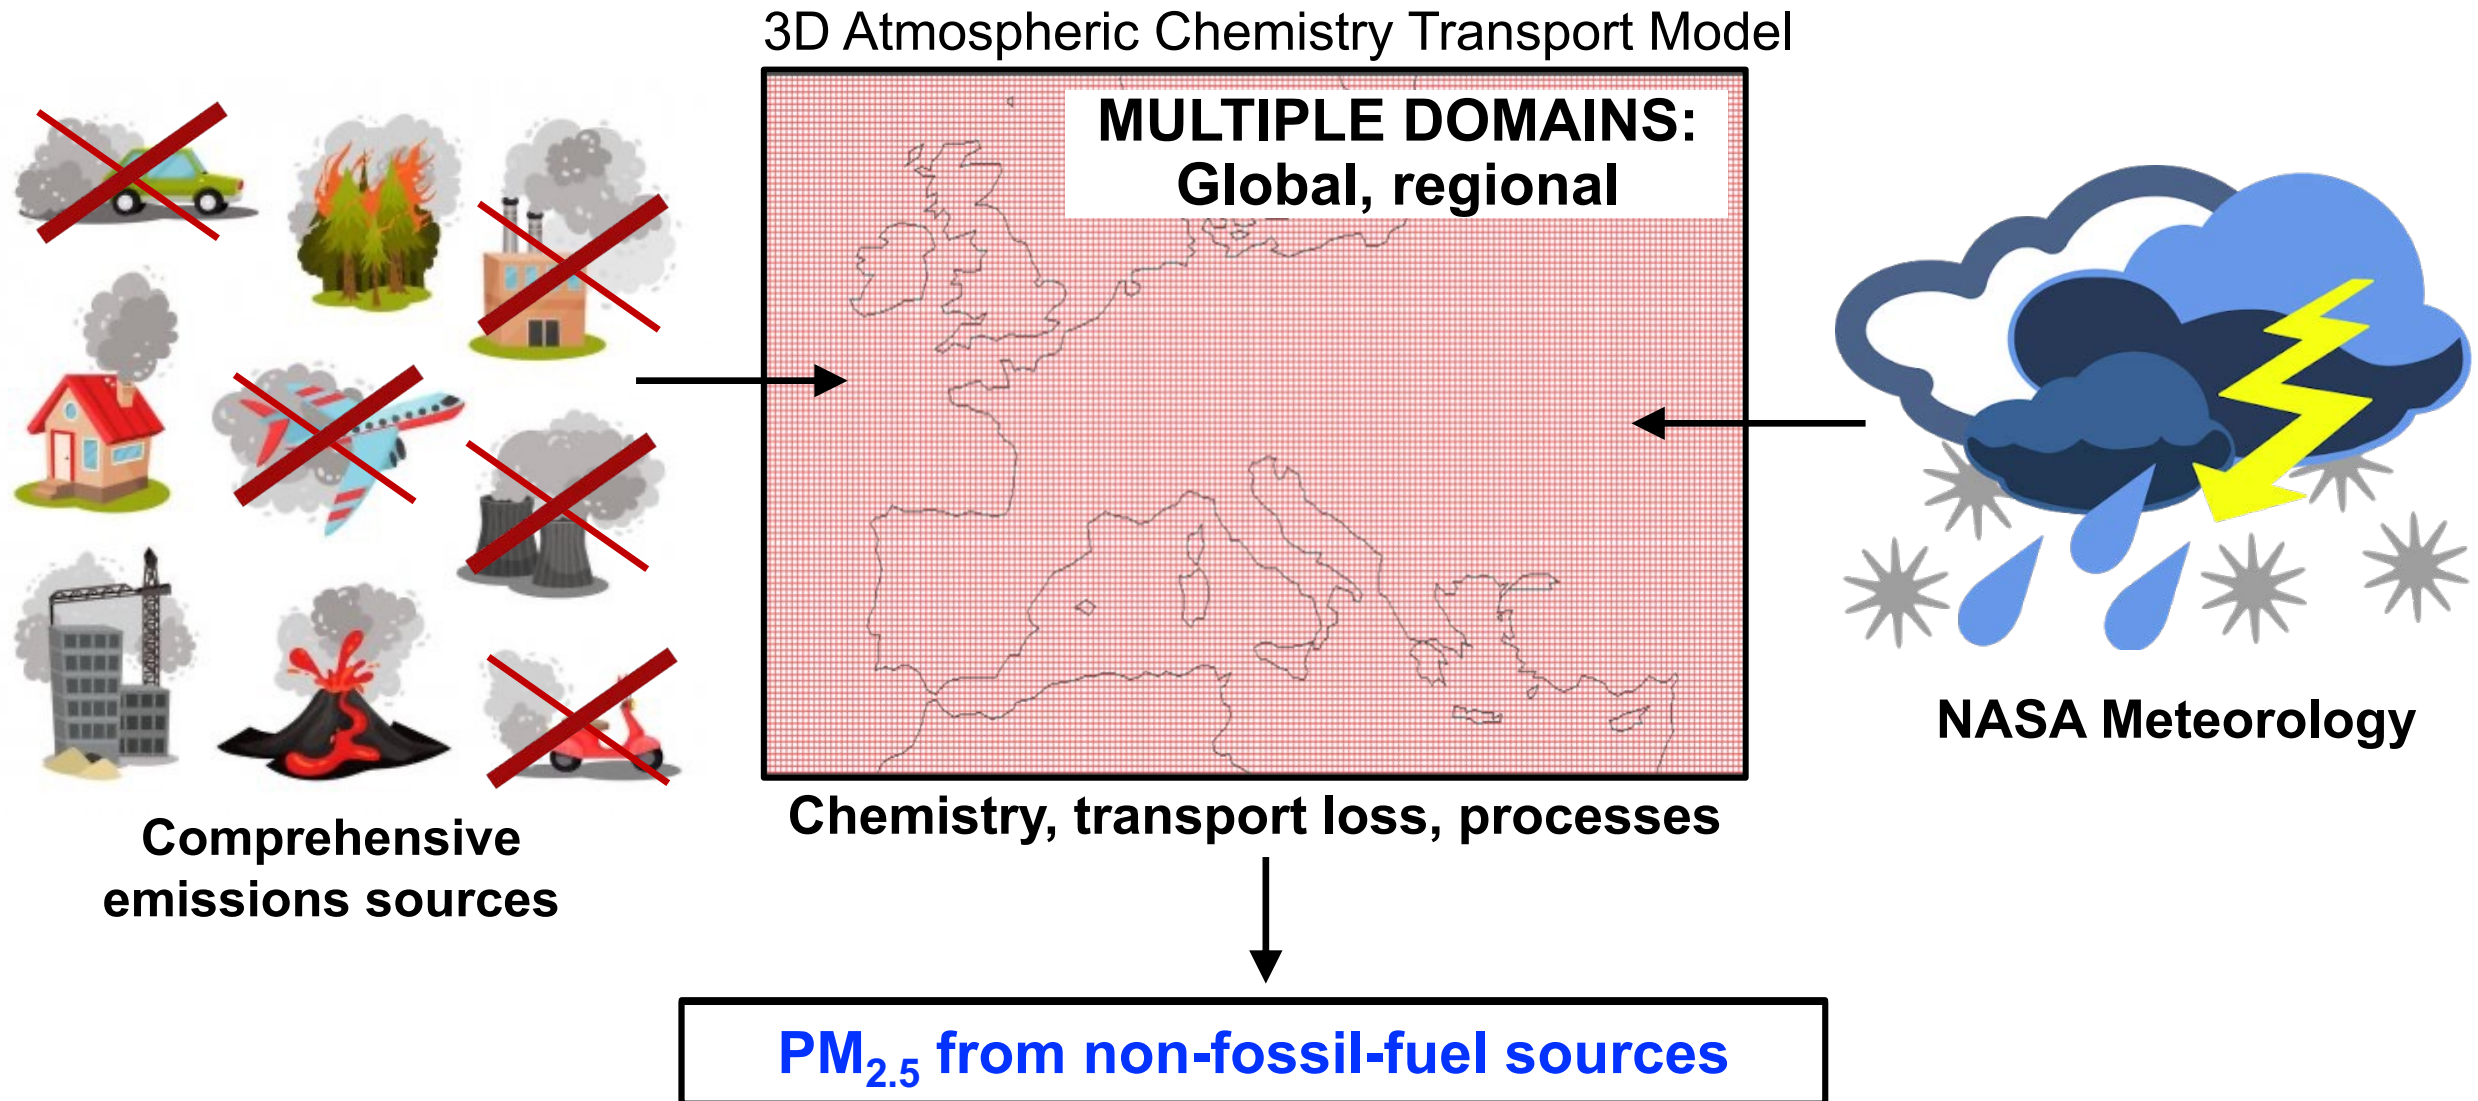 3D Atmospheric Chemistry Transport Model
MULTIPLE DOMAINS:
Global, regional
NASA Meteorology
Chemistry, transport loss, processes
Comprehensive
emissions sources
PM2.5 from non-fossil-fuel sources